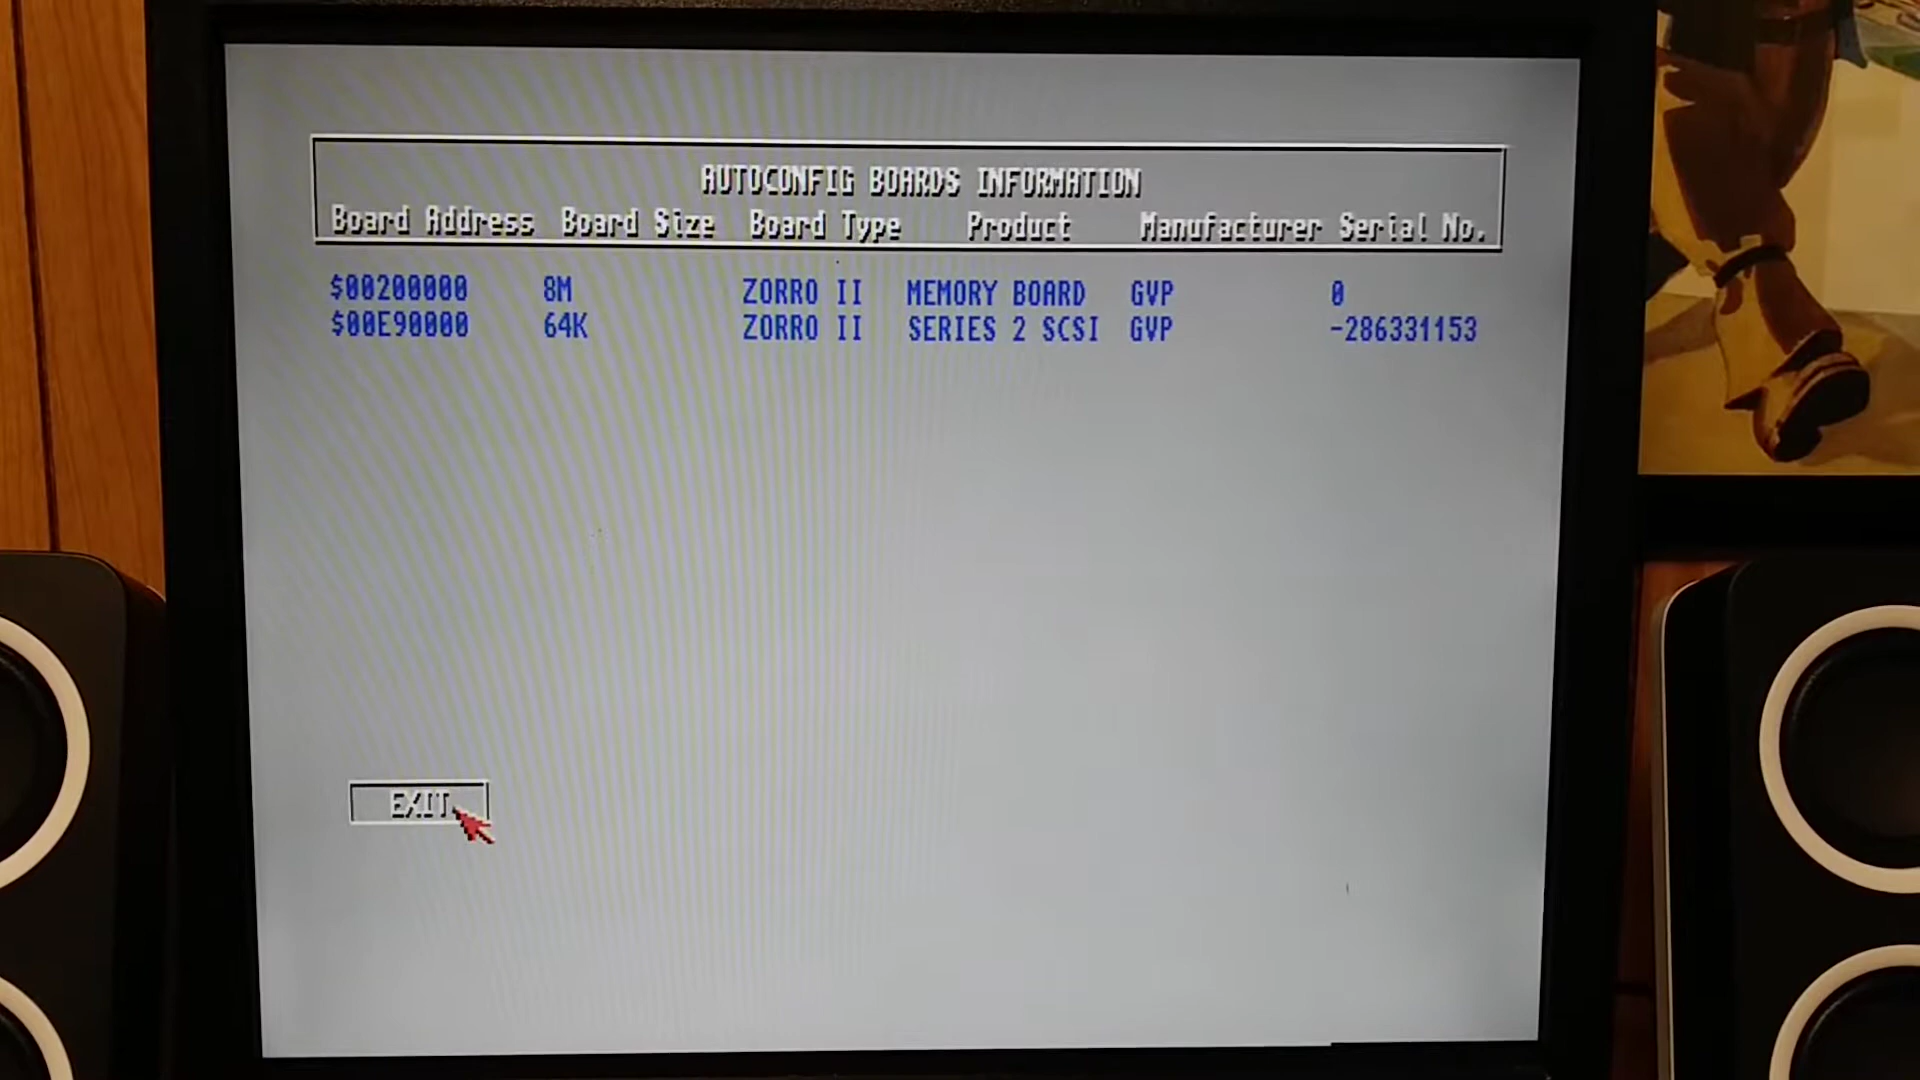 AUTOCONFIG BOARDS INFORMATION
Board Address Board Size Board Type Product Manufacturer Serial No.
$00200000 8M ZORRO II MEMORY BOARD GVP 0
$00E90000 64K ZORRO II SERIES 2 SCSI GVP -286331153
EXIT